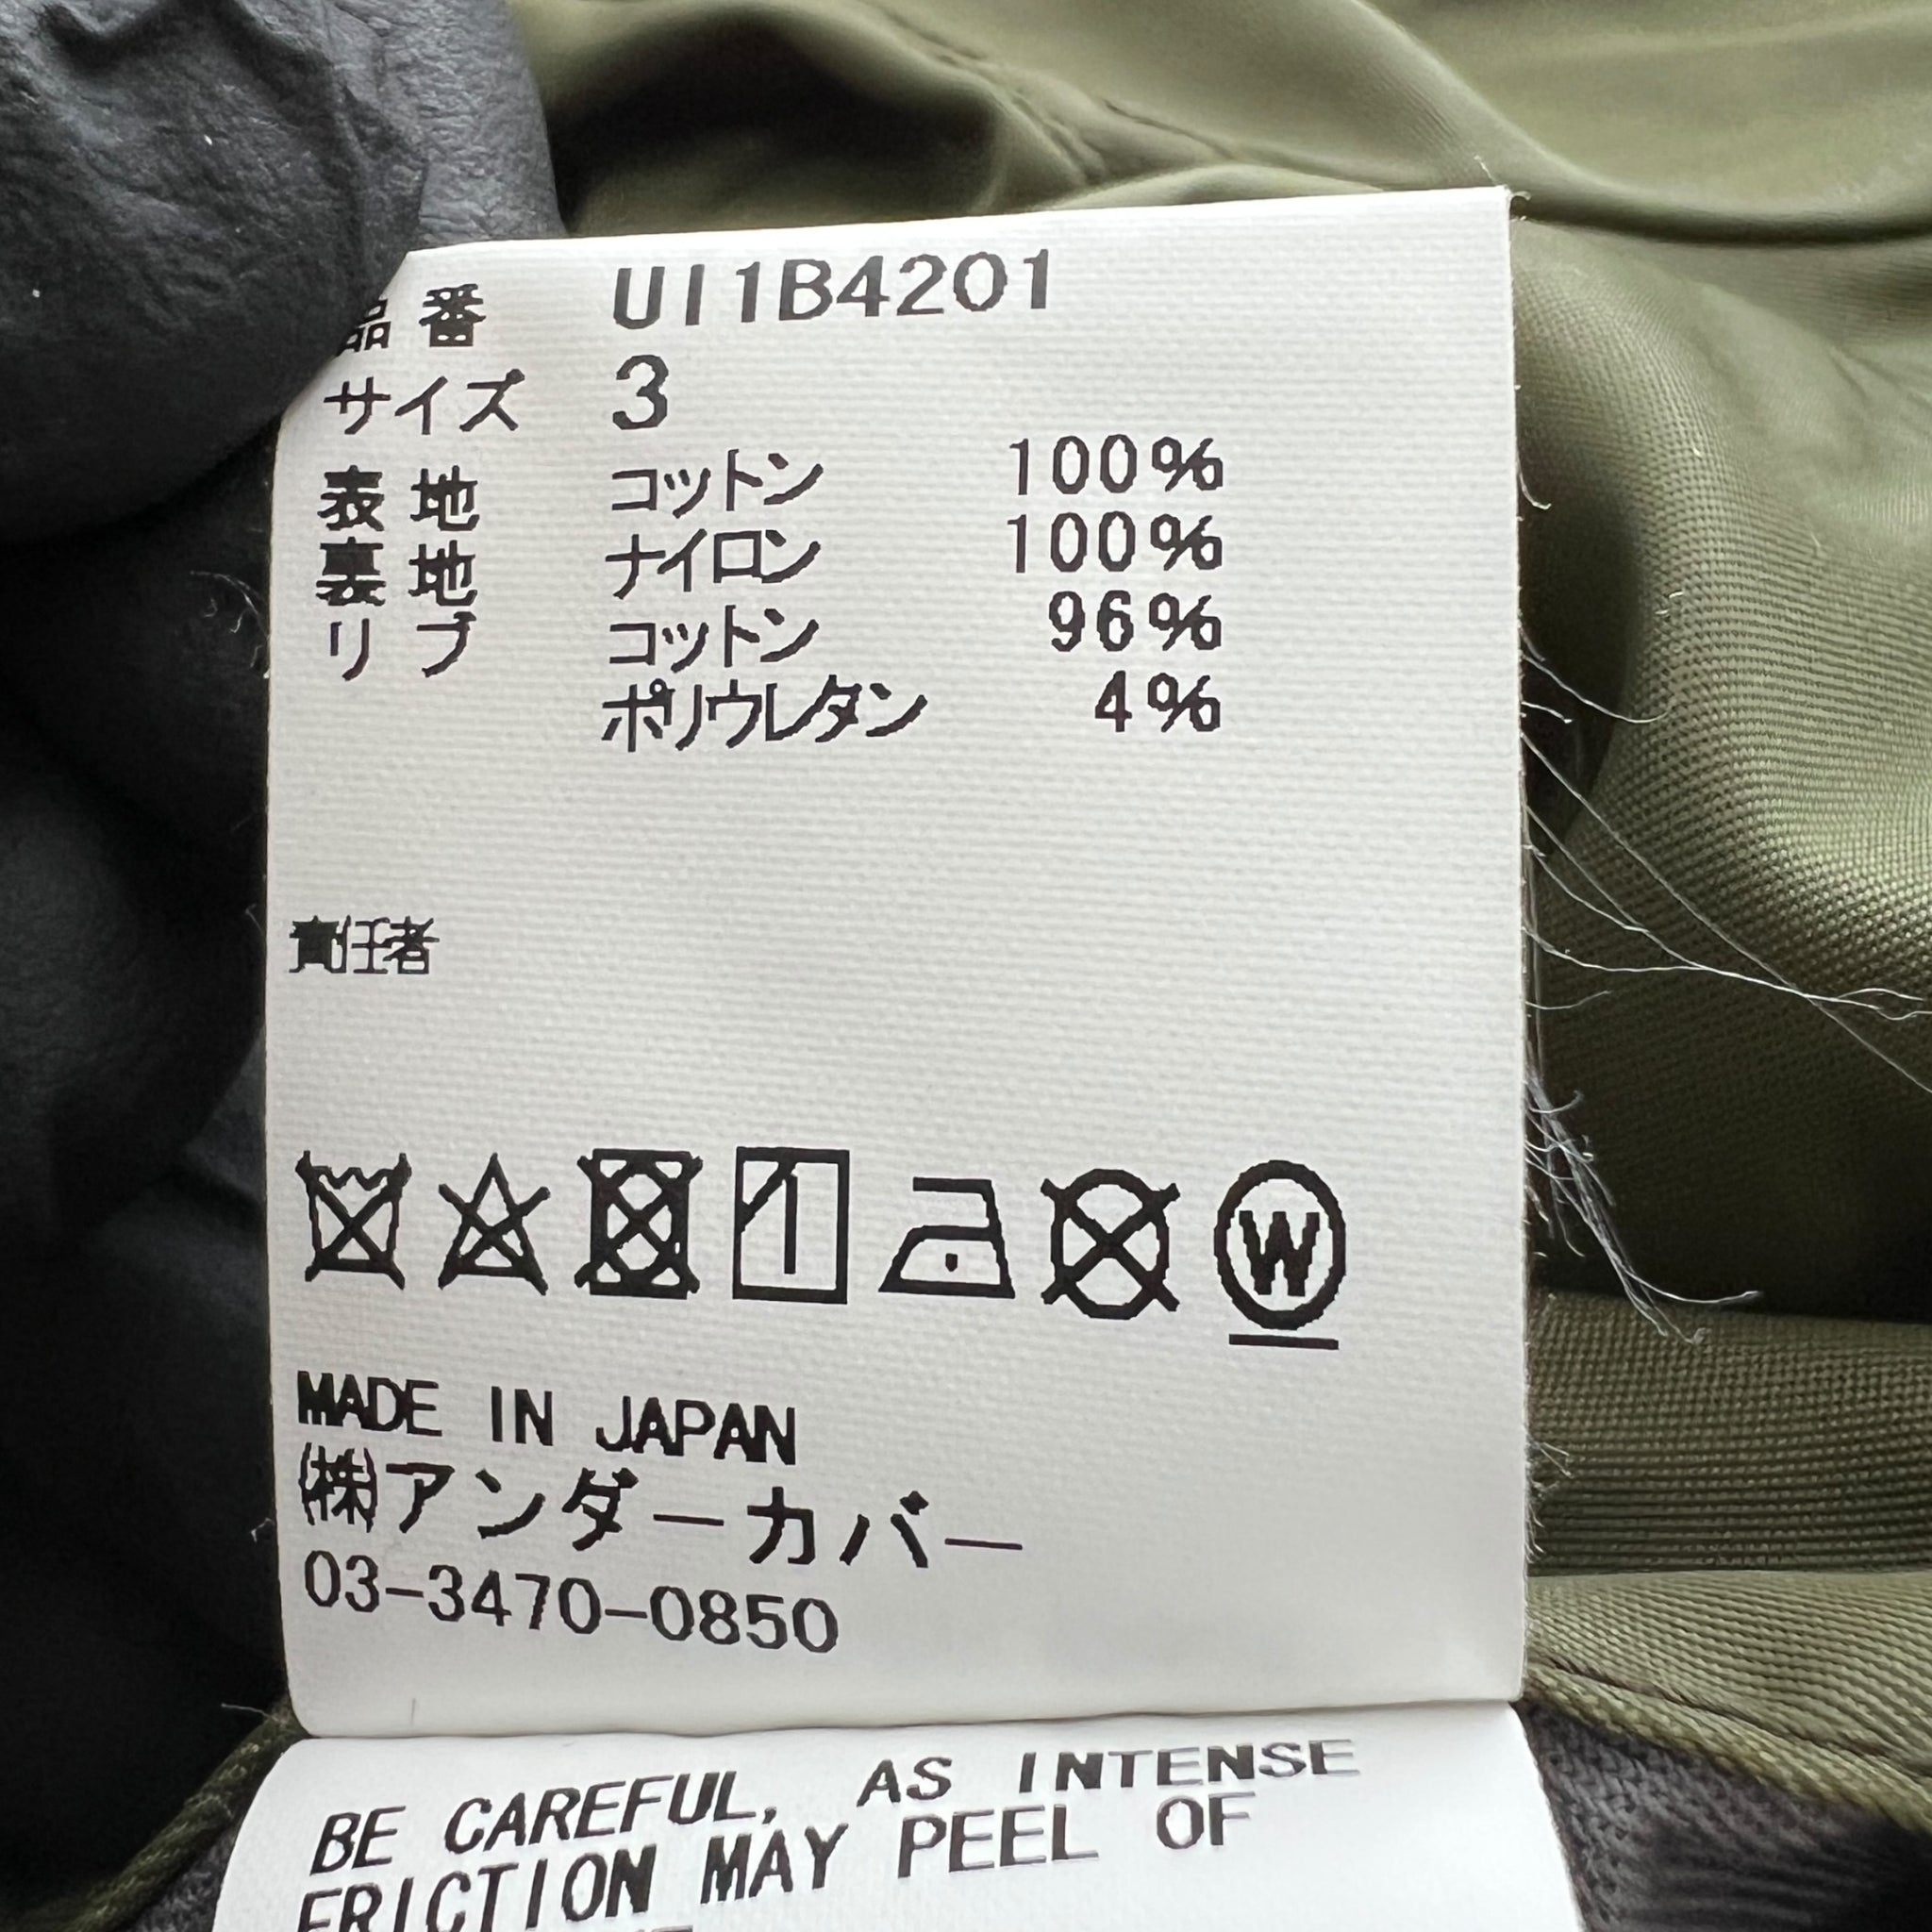 品番 UI1B4201
サイズ 3
表地 コットン 100%
裏地 ナイロン 100%
リブ コットン 96%
ポリウレタン 4%
責任者
W
MADE IN JAPAN
㈱アンダーカバー
03-3470-0850
BE CAREFUL, AS INTENSE
FRICTION MAY PEEL OF